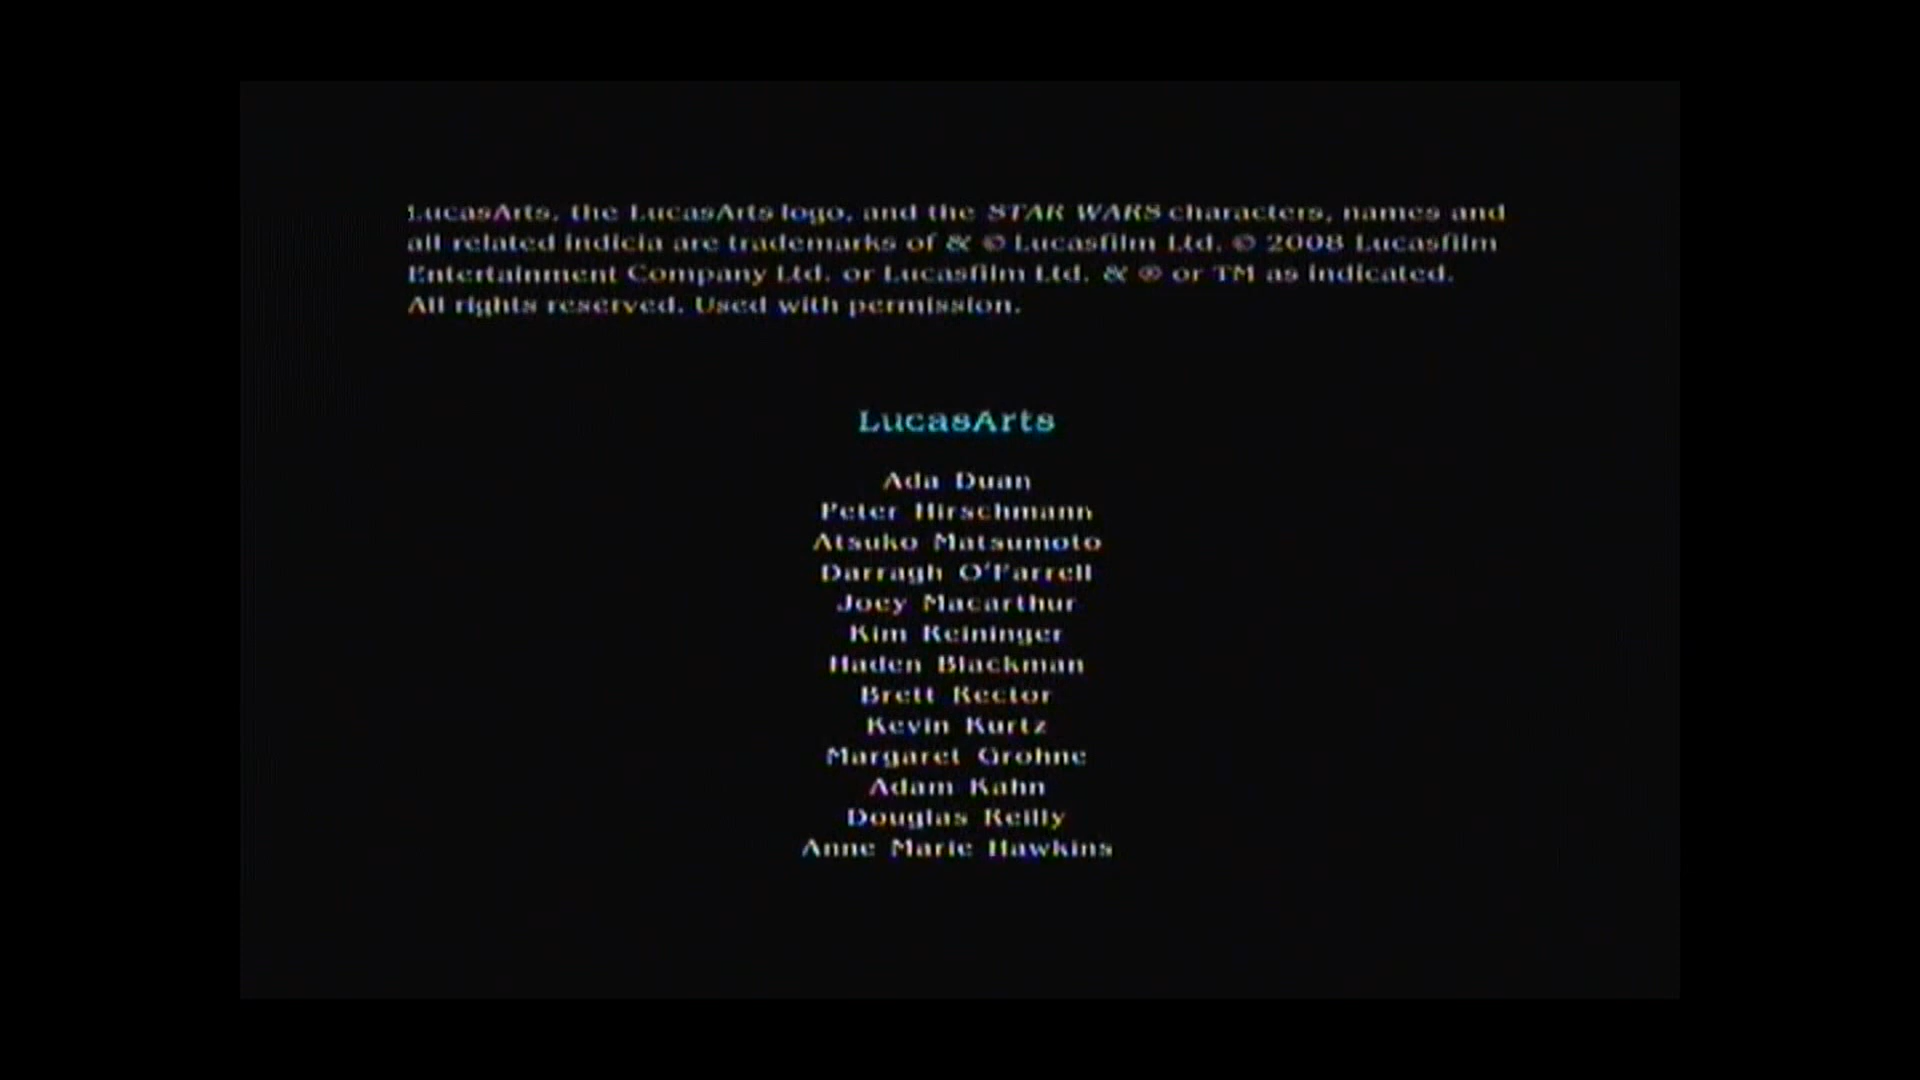 LucasArts, the LucasArts logo, and the STAR WARS characters, names and
all related indicia are trademarks of & © Lucasfilm Ltd. © 2008 Lucasfilm
Entertainment Company Ltd. or Lucasfilm Ltd. & ® or TM as indicated.
All rights reserved. Used with permission.
LucasArts
Ada Duan
Peter Hirschmann
Atsuko Matsumoto
Darragh O'Farrell
Joey Macarthur
Kim Reininger
Haden Blackman
Brett Rector
Kevin Kurtz
Margaret Grohne
Adam Kahn
Douglas Reilly
Anne Marie Hawkins